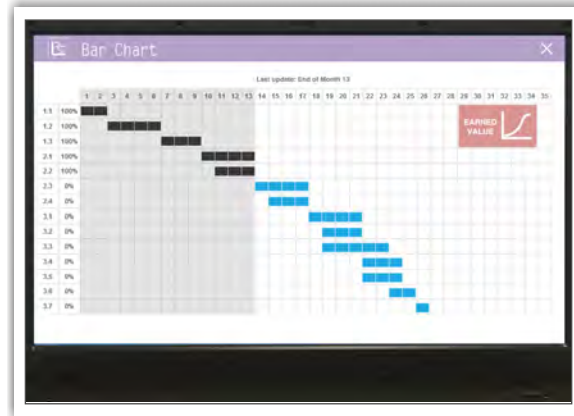 Bar Chart
Last update: End of Month 13
1 2 3 4 5 6 7 8 9 10 11 12 13 14 15 16 17 18 19 20 21 22 23 24 25 26 27 28 29 30 31 32 33 34 35
1.1 100%
1.2 100%
1.3 100%
2.1 100%
2.2 100%
2.3 0%
2.4 0%
3.1 0%
3.2 0%
3.3 0%
3.4 0%
3.5 0%
3.6 0%
3.7 0%
EARNED
VALUE